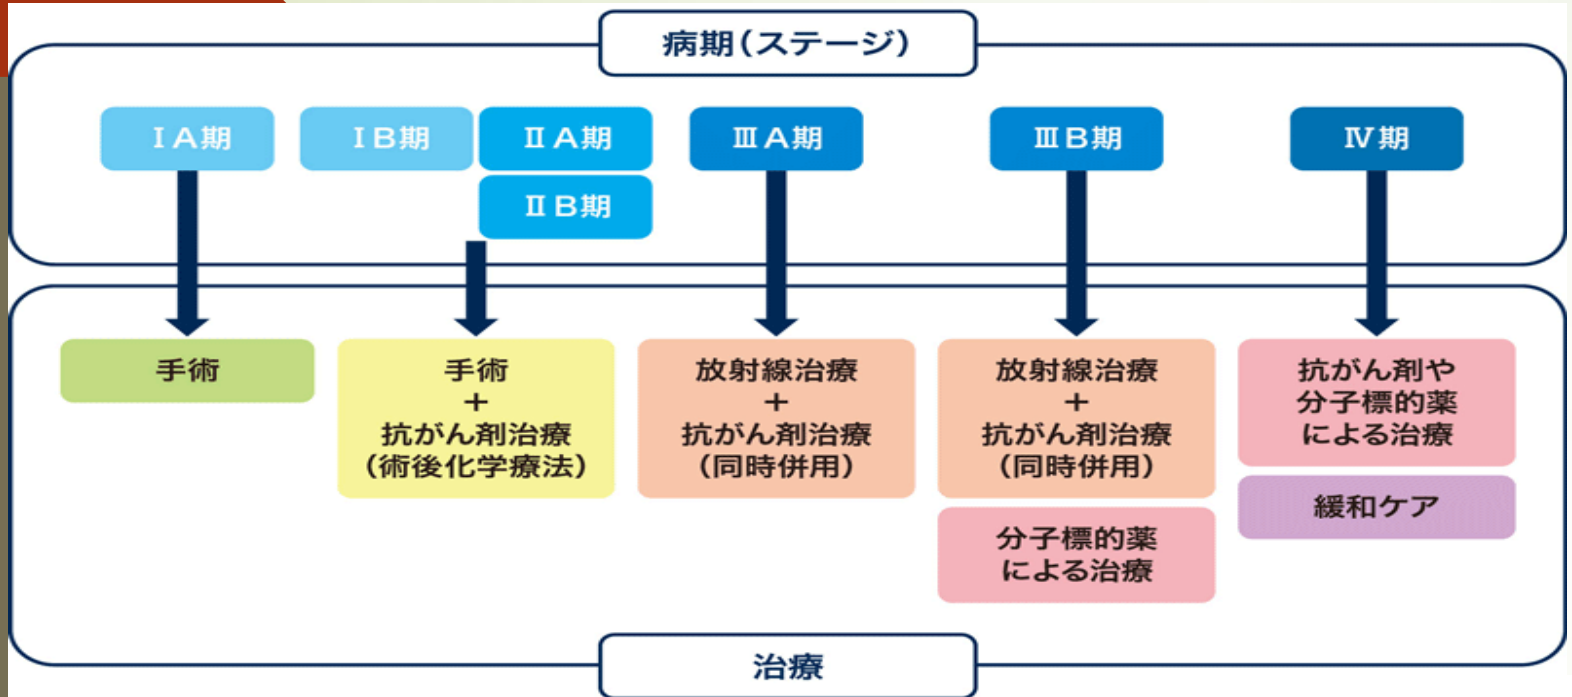 病期(ステージ)
ⅠA期
ⅠB期
ⅡA期
ⅡB期
ⅢA期
ⅢB期
Ⅳ期
手術
手術
+
抗がん剤治療
(術後化学療法)
放射線治療
+
抗がん剤治療
(同時併用)
放射線治療
+
抗がん剤治療
(同時併用)
分子標的薬
による治療
抗がん剤や
分子標的薬
による治療
緩和ケア
治療